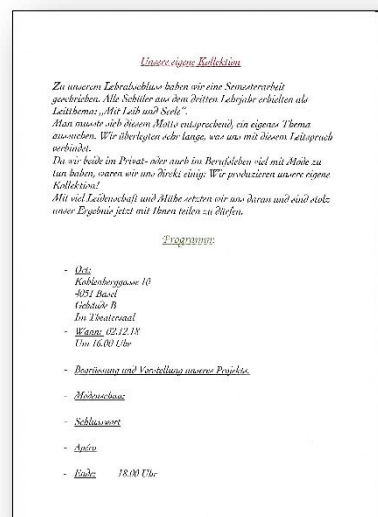 Unsere eigene Kollektion
Zu unserem Lehrabschluss haben wir eine Semesterarbeit
geschrieben. Alle Schüler aus dem dritten Lehrjahr erhielten als
Leitthema: „Mit Leib und Seele“.
Man musste sich diesem Motto entsprechend, ein eigenes Thema
aussuchen. Wir überlegten sehr lange, was uns mit diesem Leitspruch
verbindet.
Da wir beide im Privat- oder auch im Berufsleben viel mit Mode zu
tun haben, waren wir uns direkt einig: Wir produzieren unsere eigene
Kollektion!
Mit viel Leidenschaft und Mühe setzten wir uns daran und sind stolz
unser Ergebnis jetzt mit Ihnen teilen zu dürfen.
Programm:
- Ort:
Kohlenberggasse 10
4051 Basel
Gebäude B
Im Theatersaal
- Wann: 02.12.18
Um 16.00 Uhr
- Begrüssung und Vorstellung unseres Projekts.
- Modenschau
- Schlusswort
- Apéro
- Ende: 18.00 Uhr